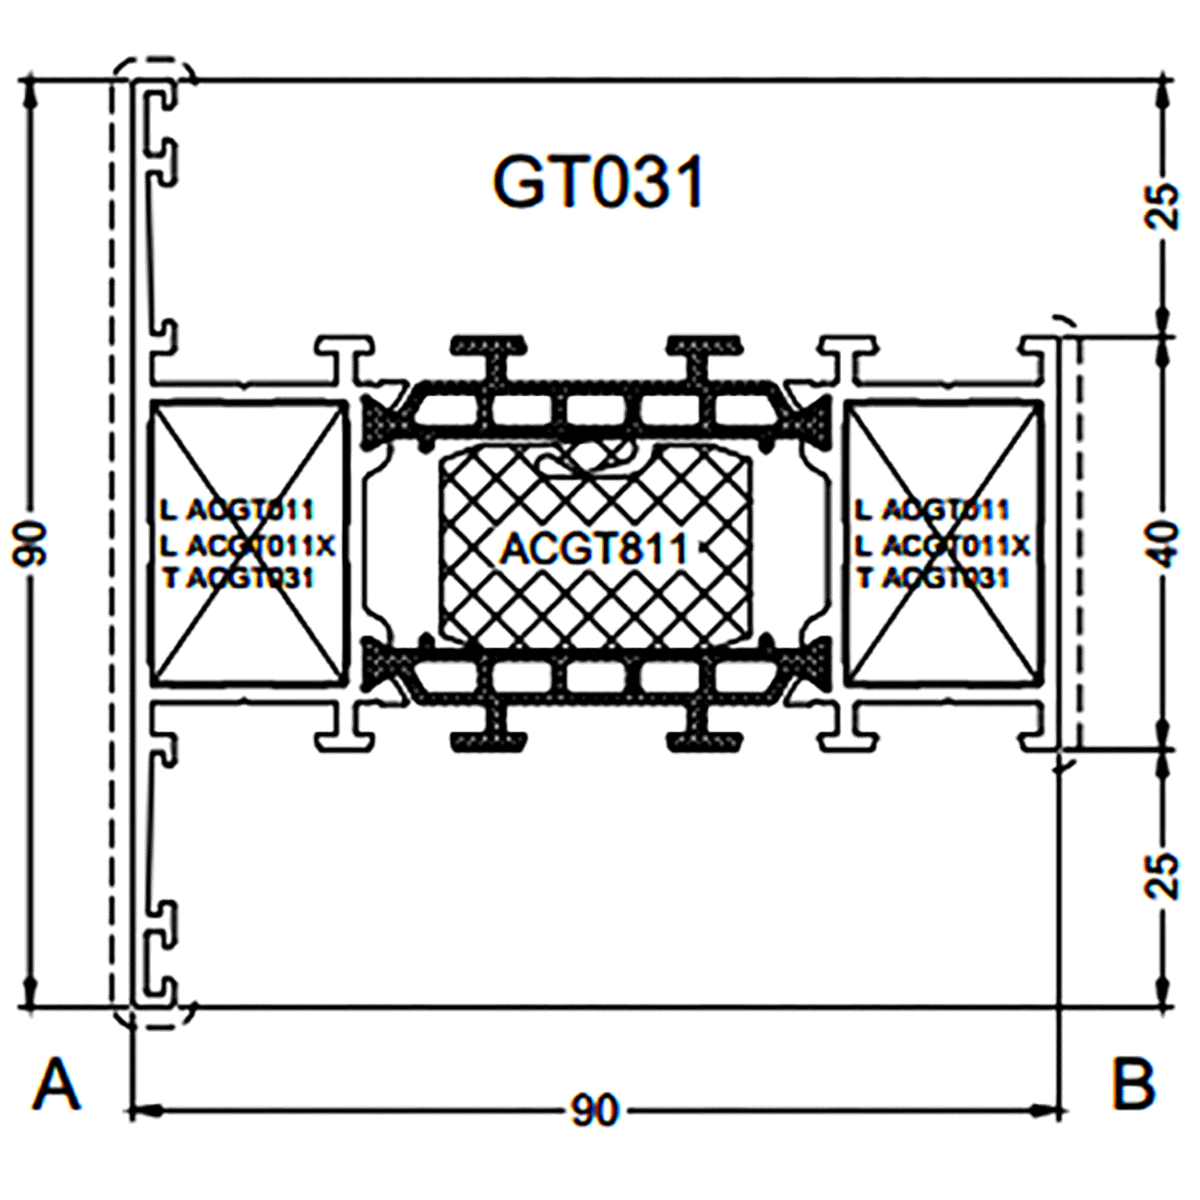 GT031
25
90
L ACGT011
L ACGT011X
T ACGT031
ACGT811
L ACGT011
L ACGT011X
T ACGT031
40
25
A
90
B